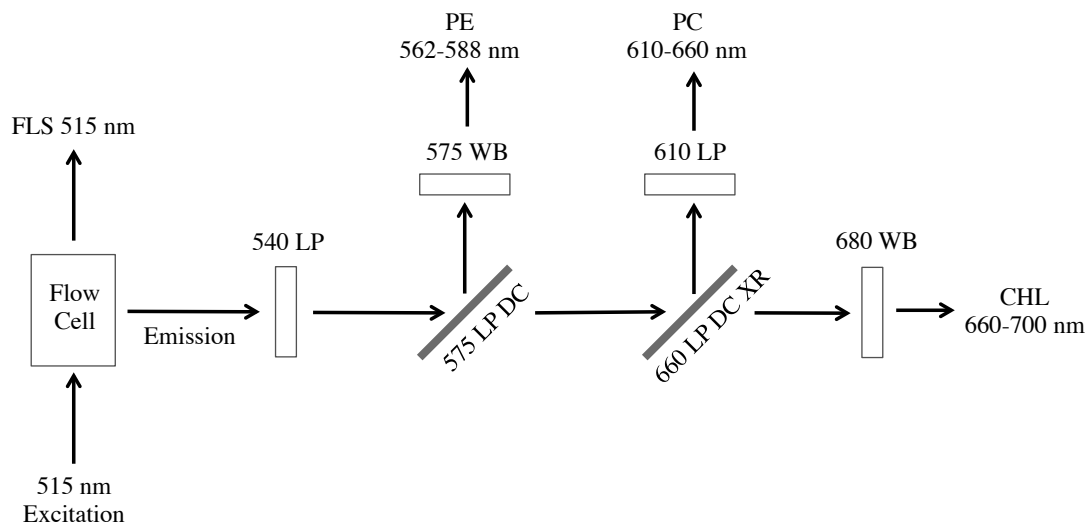 PE
562-588 nm
PC
610-660 nm
FLS 515 nm
575 WB
610 LP
540 LP
680 WB
Flow
Cell
Emission
575 LP DC
660 LP DC XR
CHL
660-700 nm
515 nm
Excitation